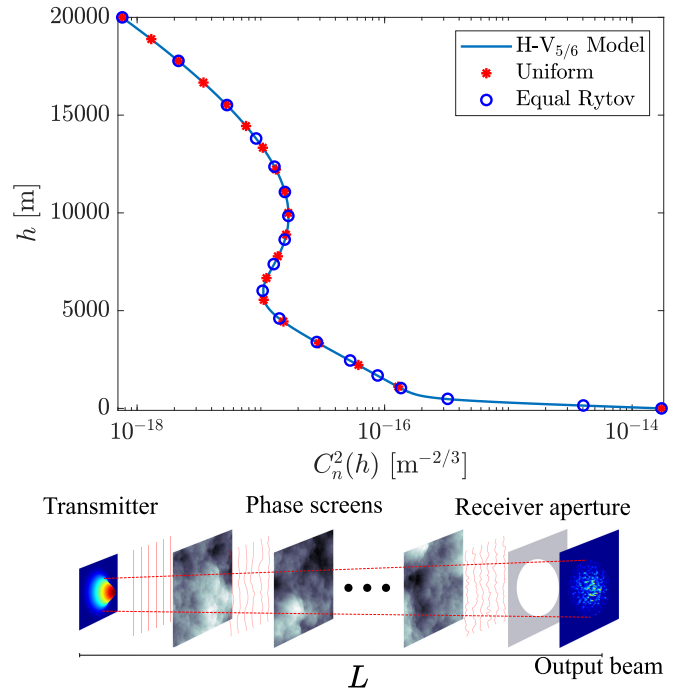 H-V₅/₆ Model
Uniform
Equal Rytov
20000
15000
10000
5000
0
h [m]
10⁻¹⁸
10⁻¹⁶
10⁻¹⁴
Cₙ²(h) [m⁻²/³]
Transmitter
Phase screens
Receiver aperture
L
Output beam